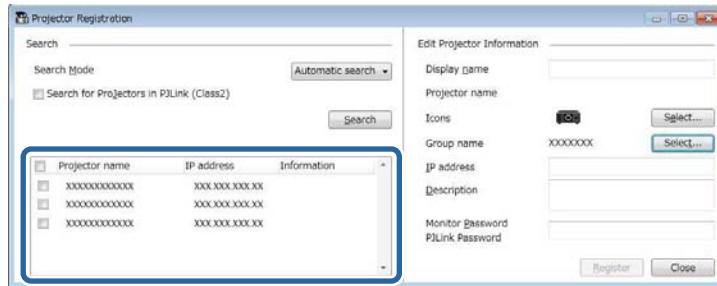 Projector Registration
Search
Search Mode
Automatic search
Search for Projectors in PJLink (Class2)
Search
Projector name IP address Information
XXXXXXXXXXXX XXX.XXX.XXX.XX
XXXXXXXXXXXX XXX.XXX.XXX.XX
XXXXXXXXXXXX XXX.XXX.XXX.XX
Edit Projector Information
Display name
Projector name
Icons Select...
Group name XXXXXXX Select...
IP address
Description
Monitor Password
PJLink Password
Register Close